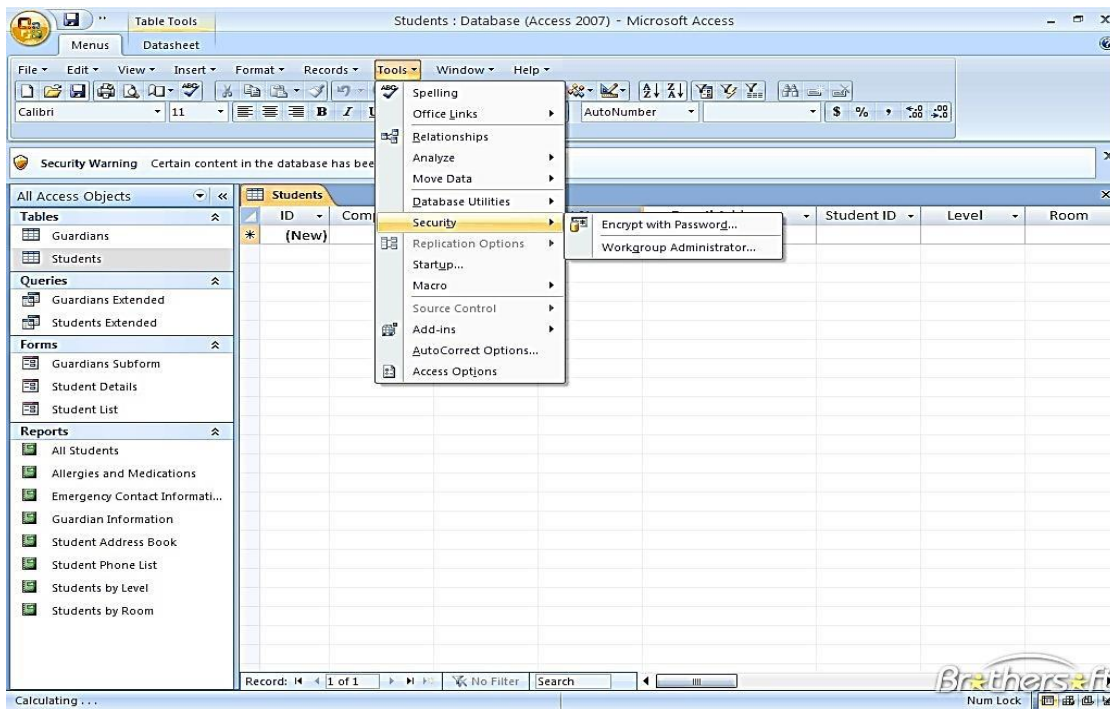 Table Tools
Students : Database (Access 2007) - Microsoft Access
Menus Datasheet
File Edit View Insert Format Records Tools Window Help
Calibri 11 B I AutoNumber $ % ,
Security Warning Certain content in the database has
All Access Objects
Students
Tables
Guardians
Students
Queries
Guardians Extended
Students Extended
Forms
Guardians Subform
Student Details
Student List
Reports
All Students
Allergies and Medications
Emergency Contact Informati...
Guardian Information
Student Address Book
Student Phone List
Students by Level
Students by Room
ID Student ID Level Room
(New)
Spelling
Office Links
Relationships
Analyze
Move Data
Database Utilities
Security
Replication Options
Startup...
Macro
Source Control
Add-ins
AutoCorrect Options...
Access Options
Encrypt with Password...
Workgroup Administrator...
Record: 1 of 1 No Filter Search
Brothersoft
Calculating . . .
Num Lock